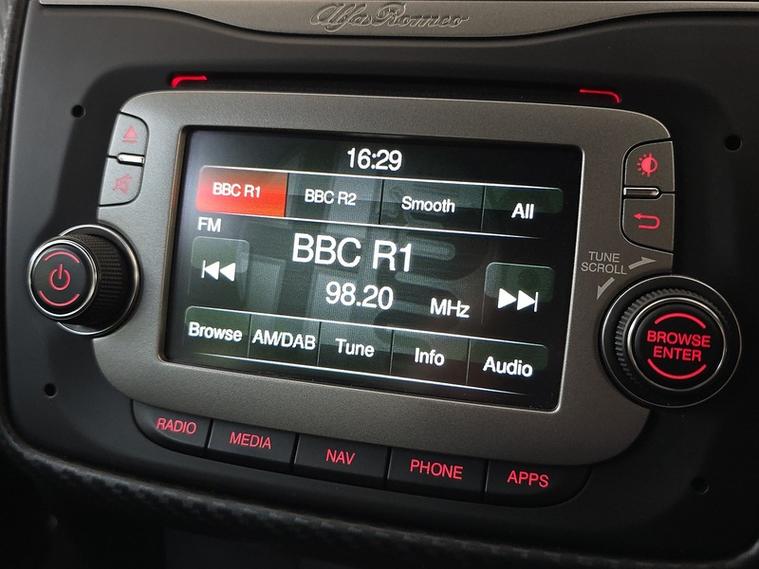 Alfa Romeo
16:29
BBC R1 BBC R2 Smooth All
FM
BBC R1
98.20 MHz
TUNE
SCROLL
Browse AM/DAB Tune Info Audio
BROWSE
ENTER
RADIO MEDIA NAV PHONE APPS